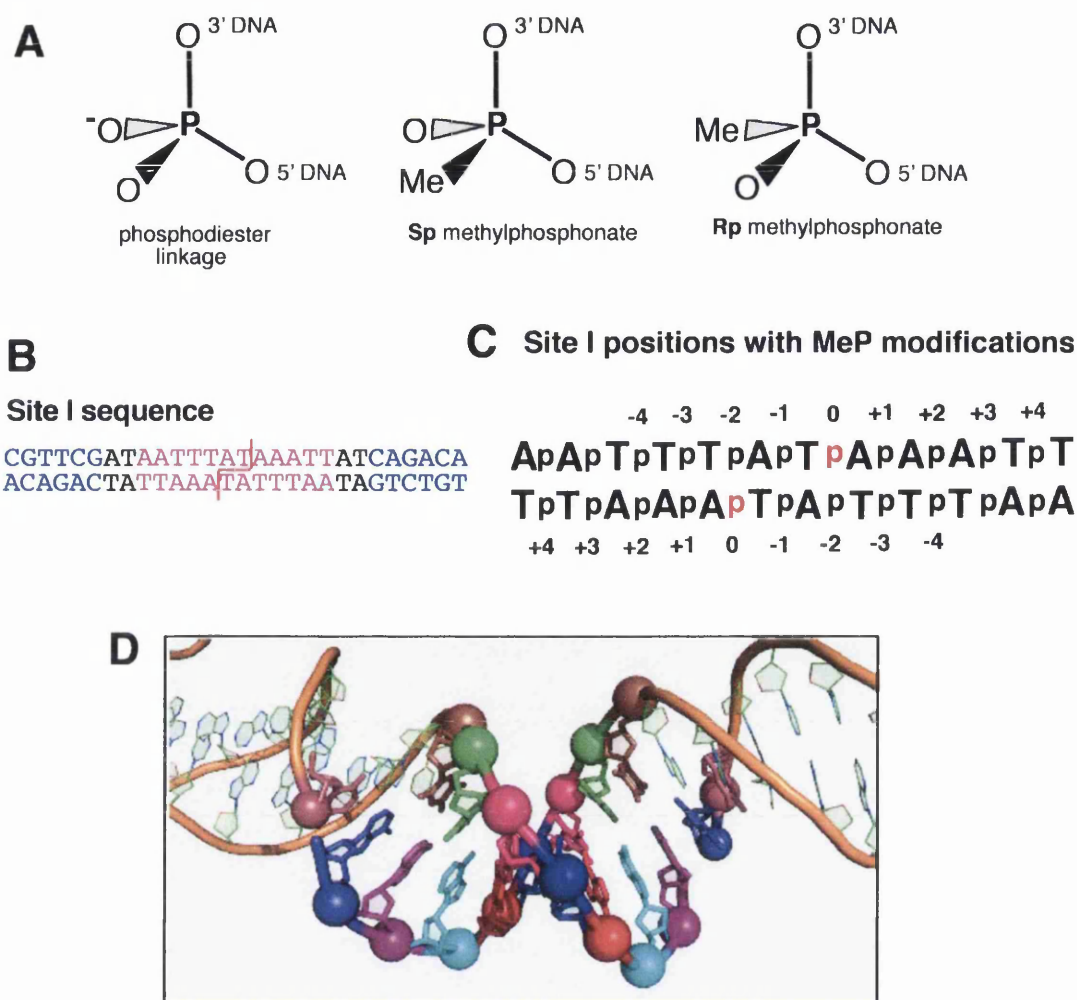 A
O 3' DNA
-O P
O
O 5' DNA
phosphodiester
linkage
O 3' DNA
O P
Me
O 5' DNA
Sp methylphosphonate
O 3' DNA
Me P
O
O 5' DNA
Rp methylphosphonate
B
Site I sequence
CGTTCGATAATTTATAAAATTATCAGACA
ACAGACTATTAAATATTTAATAGTCTGT
C Site I positions with MeP modifications
-4 -3 -2 -1 0 +1 +2 +3 +4
ApApTpTpTpApTpApApApTpT
TpTpApApApTpApTpTpTpApA
+4 +3 +2 +1 0 -1 -2 -3 -4
D